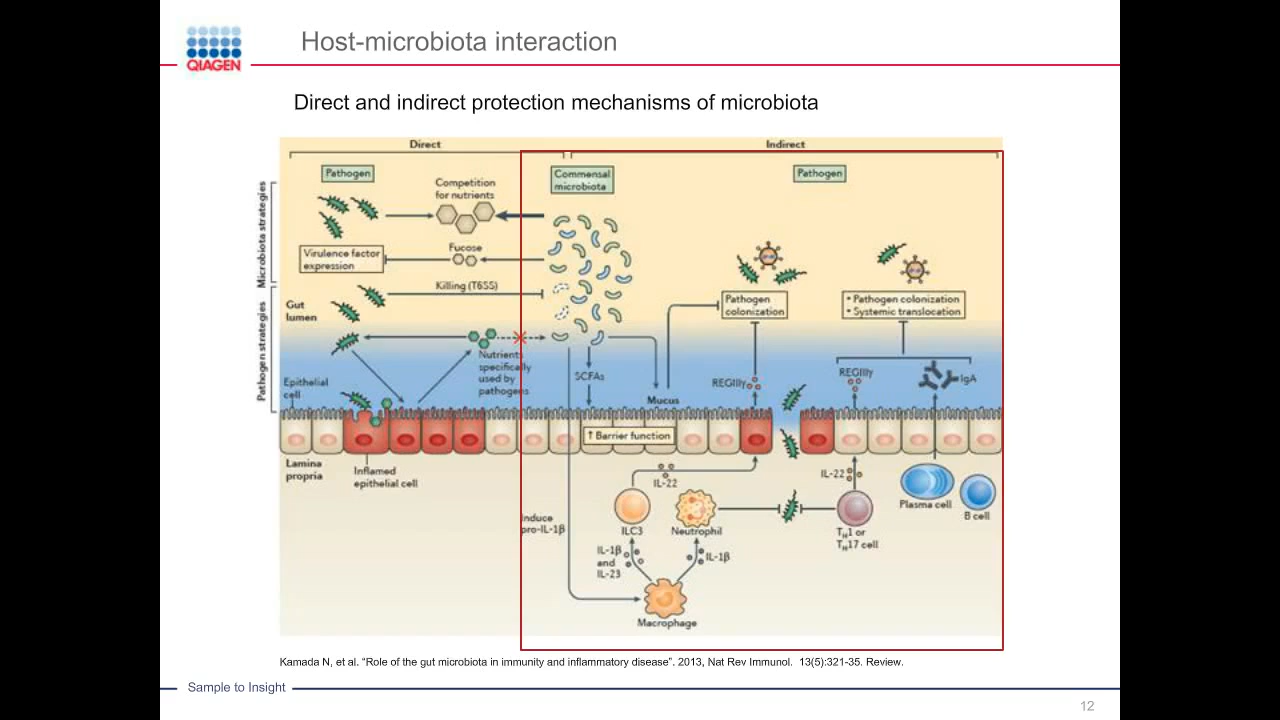 QIAGEN
Host-microbiota interaction
Direct and indirect protection mechanisms of microbiota
Direct
Indirect
Pathogen
Commensal
microbiota
Pathogen
Microbiota strategies
Pathogen strategies
Competition
for nutrients
Virulence factor
expression
Fucose
Killing (T6SS)
Gut
lumen
Nutrients
specifically
used by
pathogens
Epithelial
cell
SCFAs
Mucus
↑ Barrier function
Pathogen
colonization
• Pathogen colonization
• Systemic translocation
REGIIIγ
REGIIIγ
IgA
Lamina
propria
Inflamed
epithelial cell
IL-22
IL-22
Induce
pro-IL-1β
ILC3
Neutrophil
TH1 or
TH17 cell
Plasma cell
B cell
IL-1β
and
IL-23
IL-1β
Macrophage
Kamada N, et al. “Role of the gut microbiota in immunity and inflammatory disease”. 2013, Nat Rev Immunol. 13(5):321-35. Review.
Sample to Insight
12